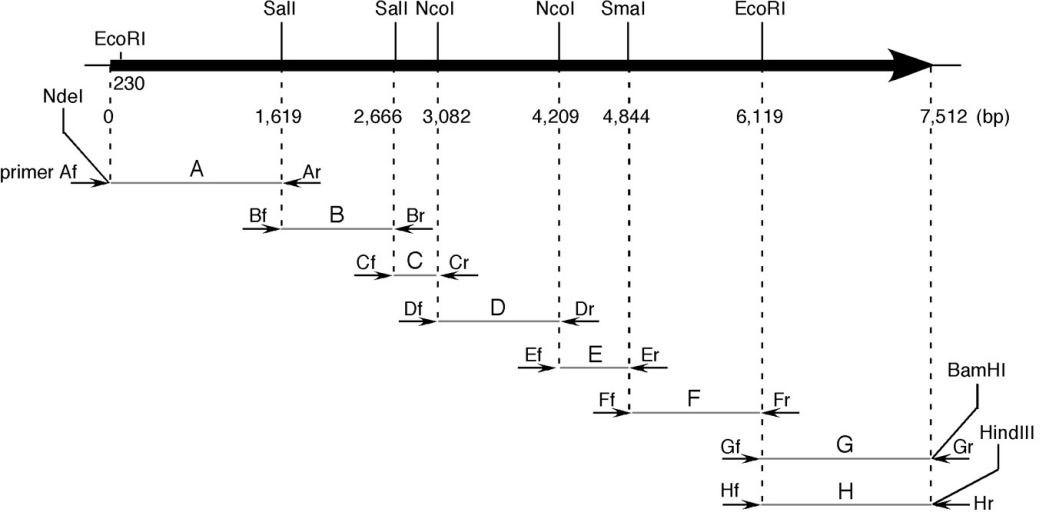 SalI SalI NcoI NcoI SmaI EcoRI
EcoRI
230
NdeI
0 1,619 2,666 3,082 4,209 4,844 6,119 7,512 (bp)
primer Af A Ar
Bf B Br
Cf C Cr
Df D Dr
Ef E Er
BamHI
Ff F Fr
HindIII
Gf G Gr
Hf H Hr